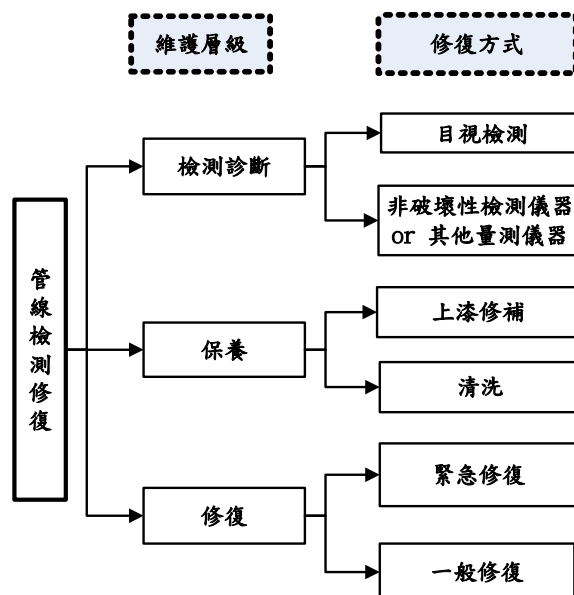 維護層級
修復方式
管線檢測修復
檢測診斷
目視檢測
非破壞性檢測儀器
or 其他量測儀器
保養
上漆修補
清洗
修復
緊急修復
一般修復